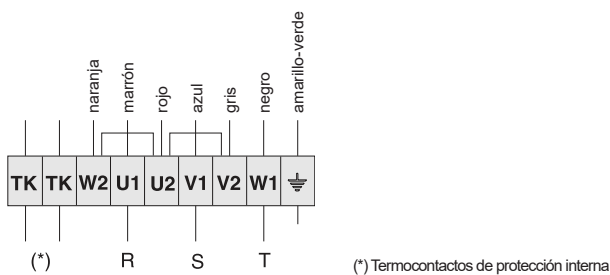 naranja
marrón
rojo
azul
gris
negro
amarillo-verde
TK TK W2 U1 U2 V1 V2 W1
(*) R S T
(*) Termocontactos de protección interna